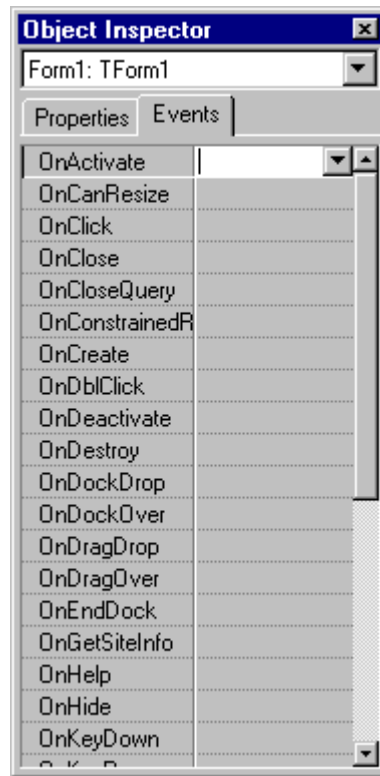 Object Inspector
Form1: TForm1
Properties Events
OnActivate
OnCanResize
OnClick
OnClose
OnCloseQuery
OnConstrainedR
OnCreate
OnDblClick
OnDeactivate
OnDestroy
OnDockDrop
OnDockOver
OnDragDrop
OnDragOver
OnEndDock
OnGetSiteInfo
OnHelp
OnHide
OnKeyDown